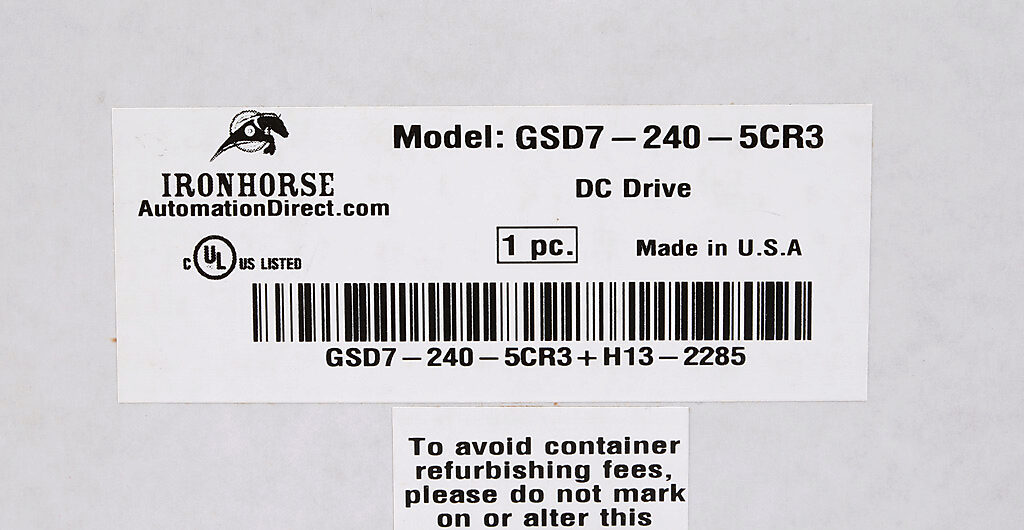 Model: GSD7-240-5CR3
IRONHORSE
AutomationDirect.com
DC Drive
1 pc.
Made in U.S.A
C UL US LISTED
GSD7-240-5CR3+H13-2285
To avoid container
refurbishing fees,
please do not mark
on or alter this